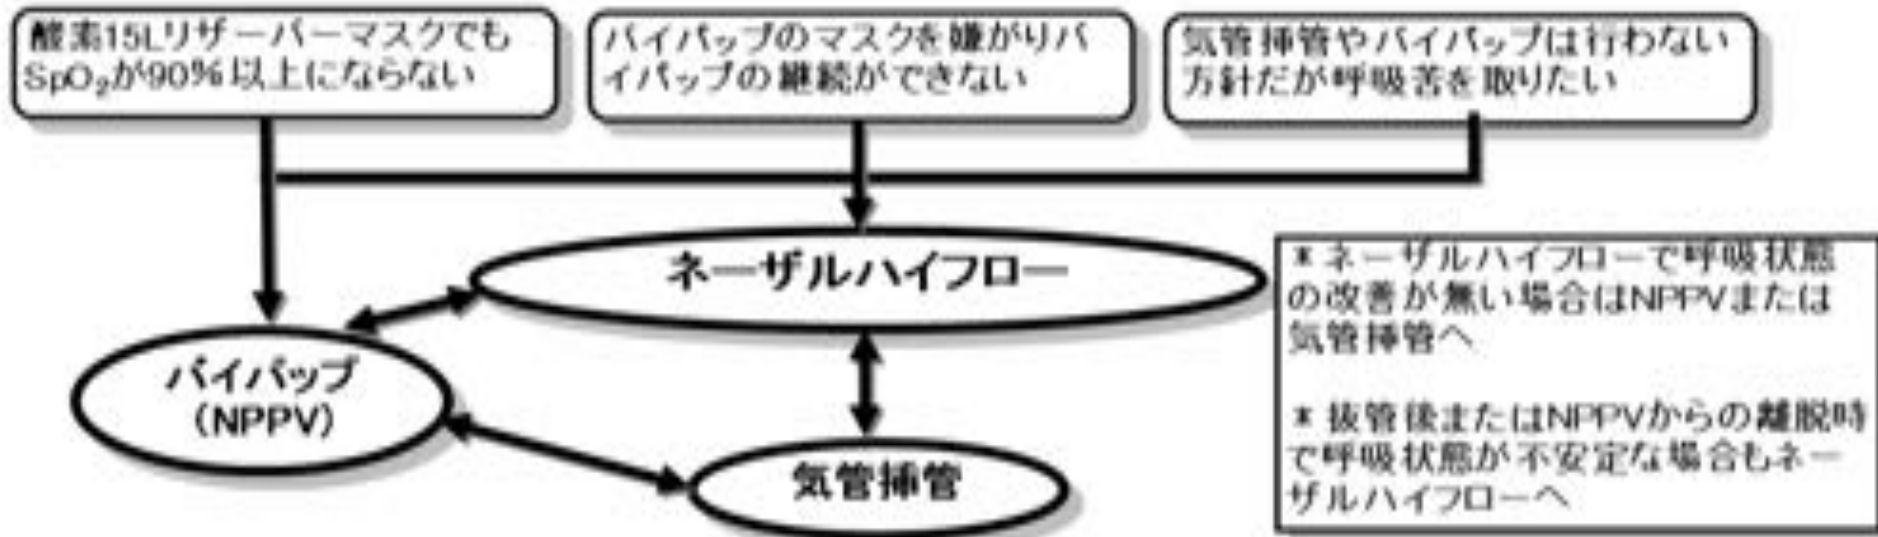 酸素15Lリザーバーマスクでも
SpO₂が90%以上にならない
バイパップのマスクを嫌がりバ
イパップの継続ができない
気管挿管やバイパップは行わない
方針だが呼吸苦を取りたい
ネーザルハイフロー
バイパップ
（NPPV）
気管挿管
＊ネーザルハイフローで呼吸状態
の改善が無い場合はNPPVまたは
気管挿管へ
＊抜管後またはNPPVからの離脱時
で呼吸状態が不安定な場合もネー
ザルハイフローへ